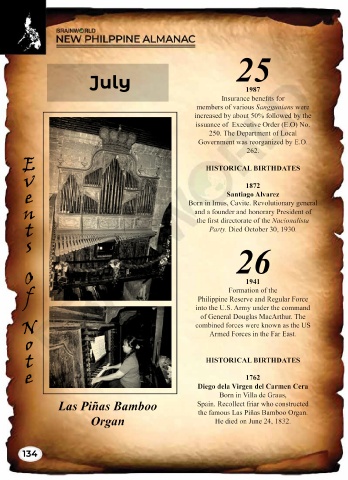 BRAINWORLD
NEW PHILPPINE ALMANAC
July
Events Of Note
Las Piñas Bamboo
Organ
134
25
1987
Insurance benefits for
members of various Sanggunians were
increased by about 50% followed by the
issuance of Executive Order (E.O) No.
250. The Department of Local
Government was reorganized by E.O.
262.
HISTORICAL BIRTHDATES
1872
Santiago Alvarez
Born in Imus, Cavite. Revolutionary general
and a founder and honorary President of
the first directorate of the Nacionalista
Party. Died October 30, 1930.
26
1941
Formation of the
Philippine Reserve and Regular Force
into the U.S. Army under the command
of General Douglas MacArthur. The
combined forces were known as the US
Armed Forces in the Far East.
HISTORICAL BIRTHDATES
1762
Diego dela Virgen del Carmen Cera
Born in Villa de Graus,
Spain. Recollect friar who constructed
the famous Las Piñas Bamboo Organ.
He died on June 24, 1832.